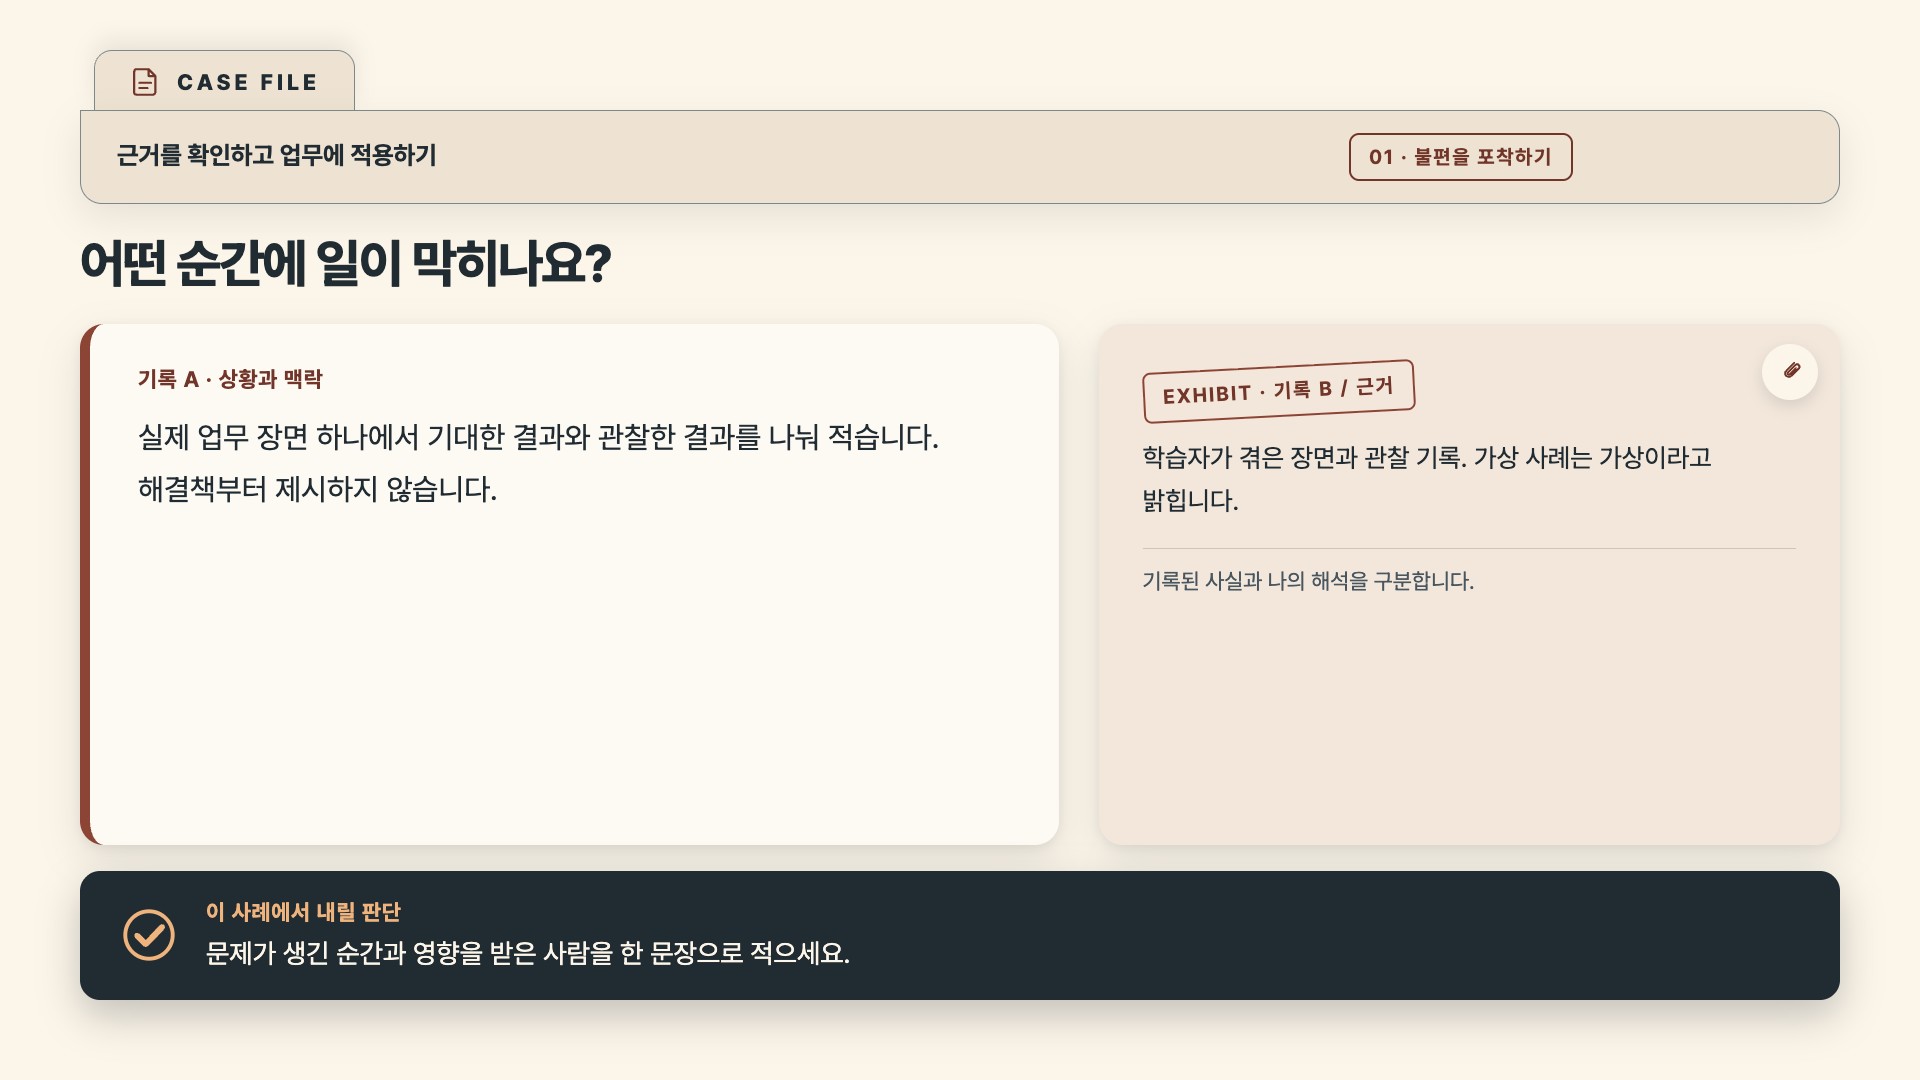 CASE FILE
근거를 확인하고 업무에 적용하기
01 · 불편을 포착하기
어떤 순간에 일이 막히나요?
기록 A · 상황과 맥락
실제 업무 장면 하나에서 기대한 결과와 관찰한 결과를 나눠 적습니다.
해결책부터 제시하지 않습니다.
EXHIBIT · 기록 B / 근거
학습자가 겪은 장면과 관찰 기록. 가상 사례는 가상이라고
밝힙니다.
기록된 사실과 나의 해석을 구분합니다.
이 사례에서 내릴 판단
문제가 생긴 순간과 영향을 받은 사람을 한 문장으로 적으세요.